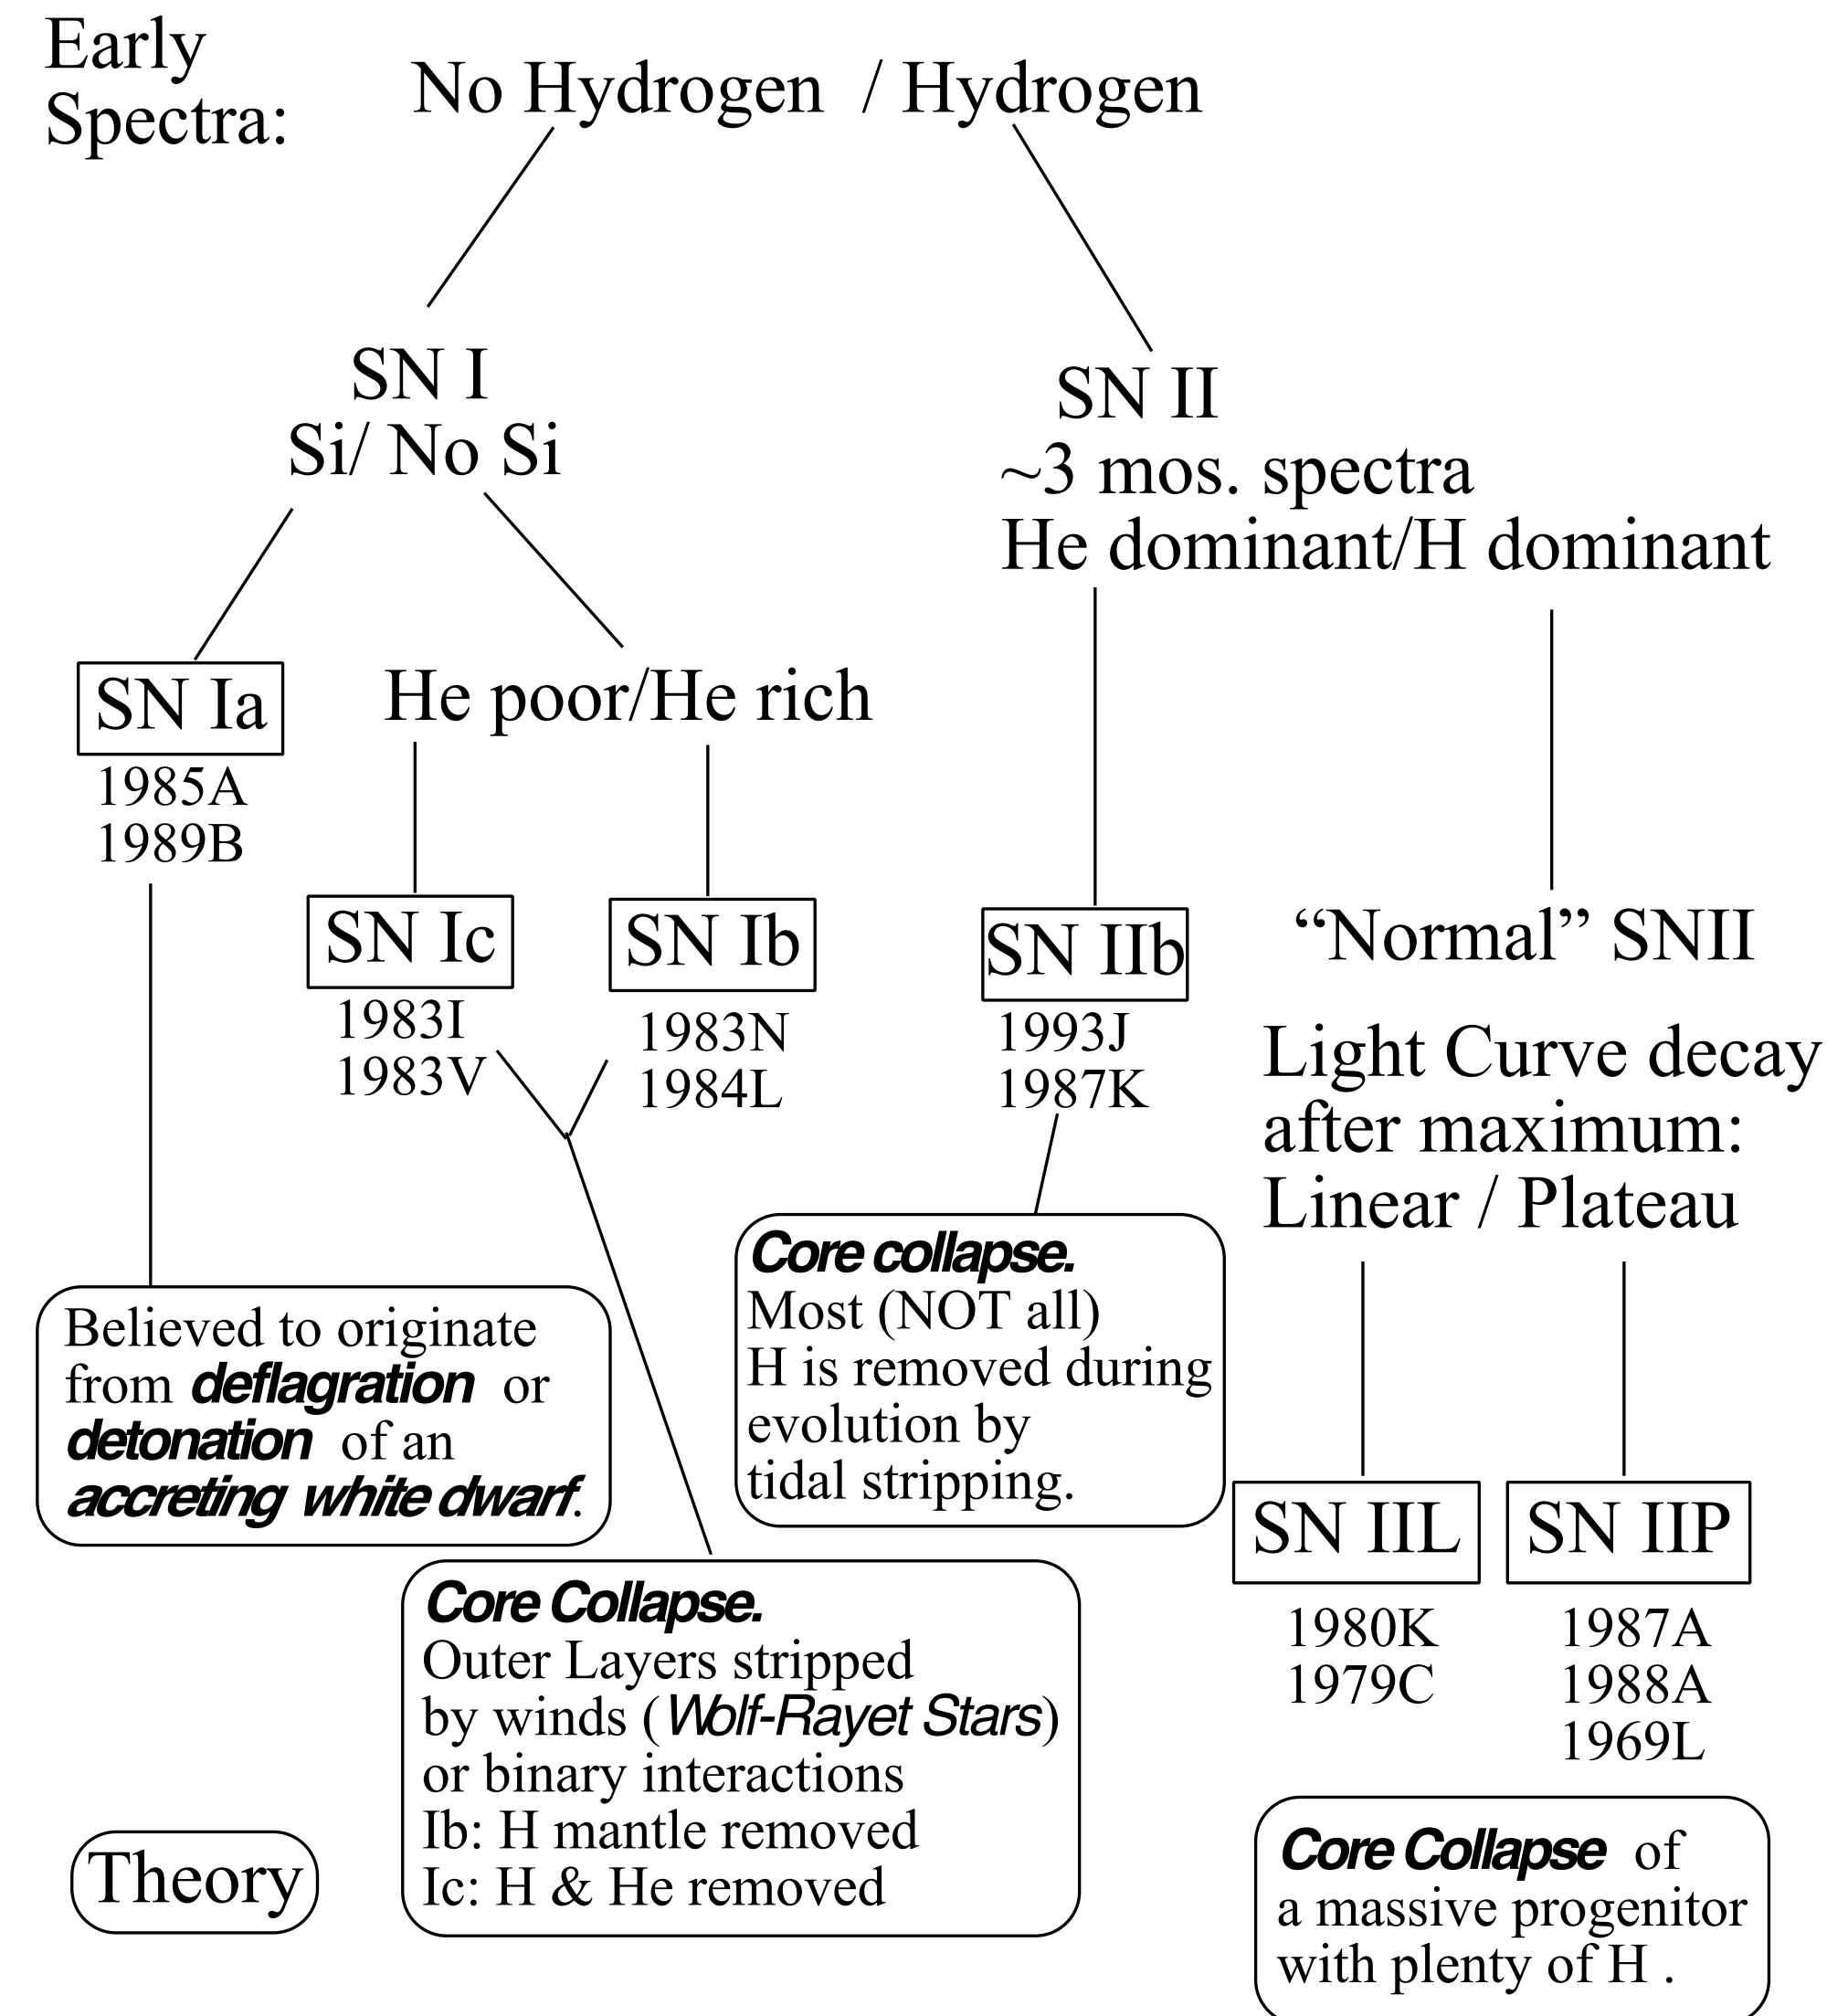 Early
Spectra:
No Hydrogen / Hydrogen
SN I
Si/ No Si
SN II
~3 mos. spectra
He dominant/H dominant
SN Ia
1985A
1989B
He poor/He rich
SN Ic
1983I
1983V
SN Ib
1983N
1984L
SN IIb
1993J
1987K
“Normal” SNII
Light Curve decay
after maximum:
Linear / Plateau
Believed to originate
from deflagration or
detonation of an
accreting white dwarf.
Core collapse.
Most (NOT all)
H is removed during
evolution by
tidal stripping.
Core Collapse.
Outer Layers stripped
by winds (Wolf-Rayet Stars)
or binary interactions
Ib: H mantle removed
Ic: H & He removed
SN IIL
1980K
1979C
SN IIP
1987A
1988A
1969L
Core Collapse of
a massive progenitor
with plenty of H .
Theory